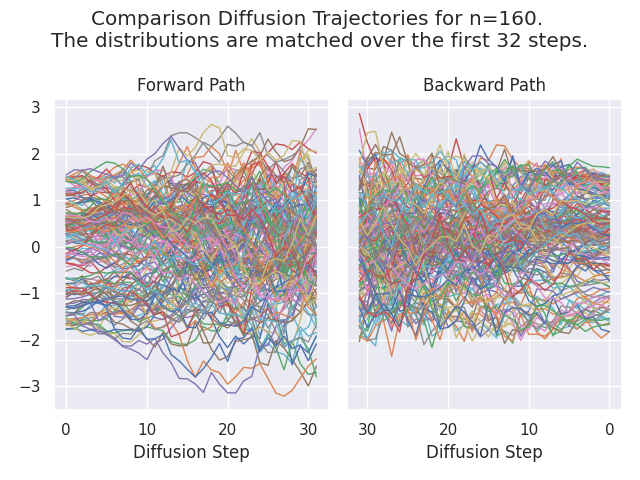 Comparison Diffusion Trajectories for n=160.
The distributions are matched over the first 32 steps.
Forward Path
Backward Path
3
2
1
0
−1
−2
−3
0 10 20 30
30 20 10 0
Diffusion Step
Diffusion Step